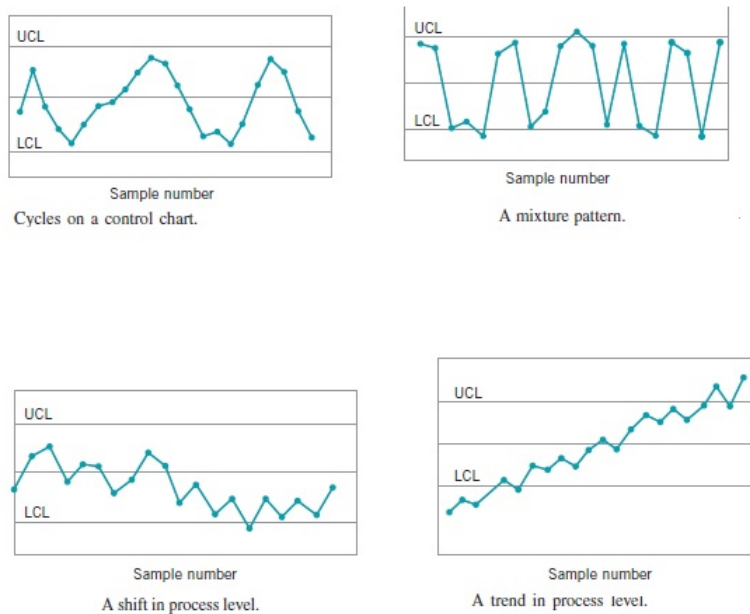 UCL
LCL
Sample number
Cycles on a control chart.
UCL
LCL
Sample number
A mixture pattern.
UCL
LCL
Sample number
A shift in process level.
UCL
LCL
Sample number
A trend in process level.